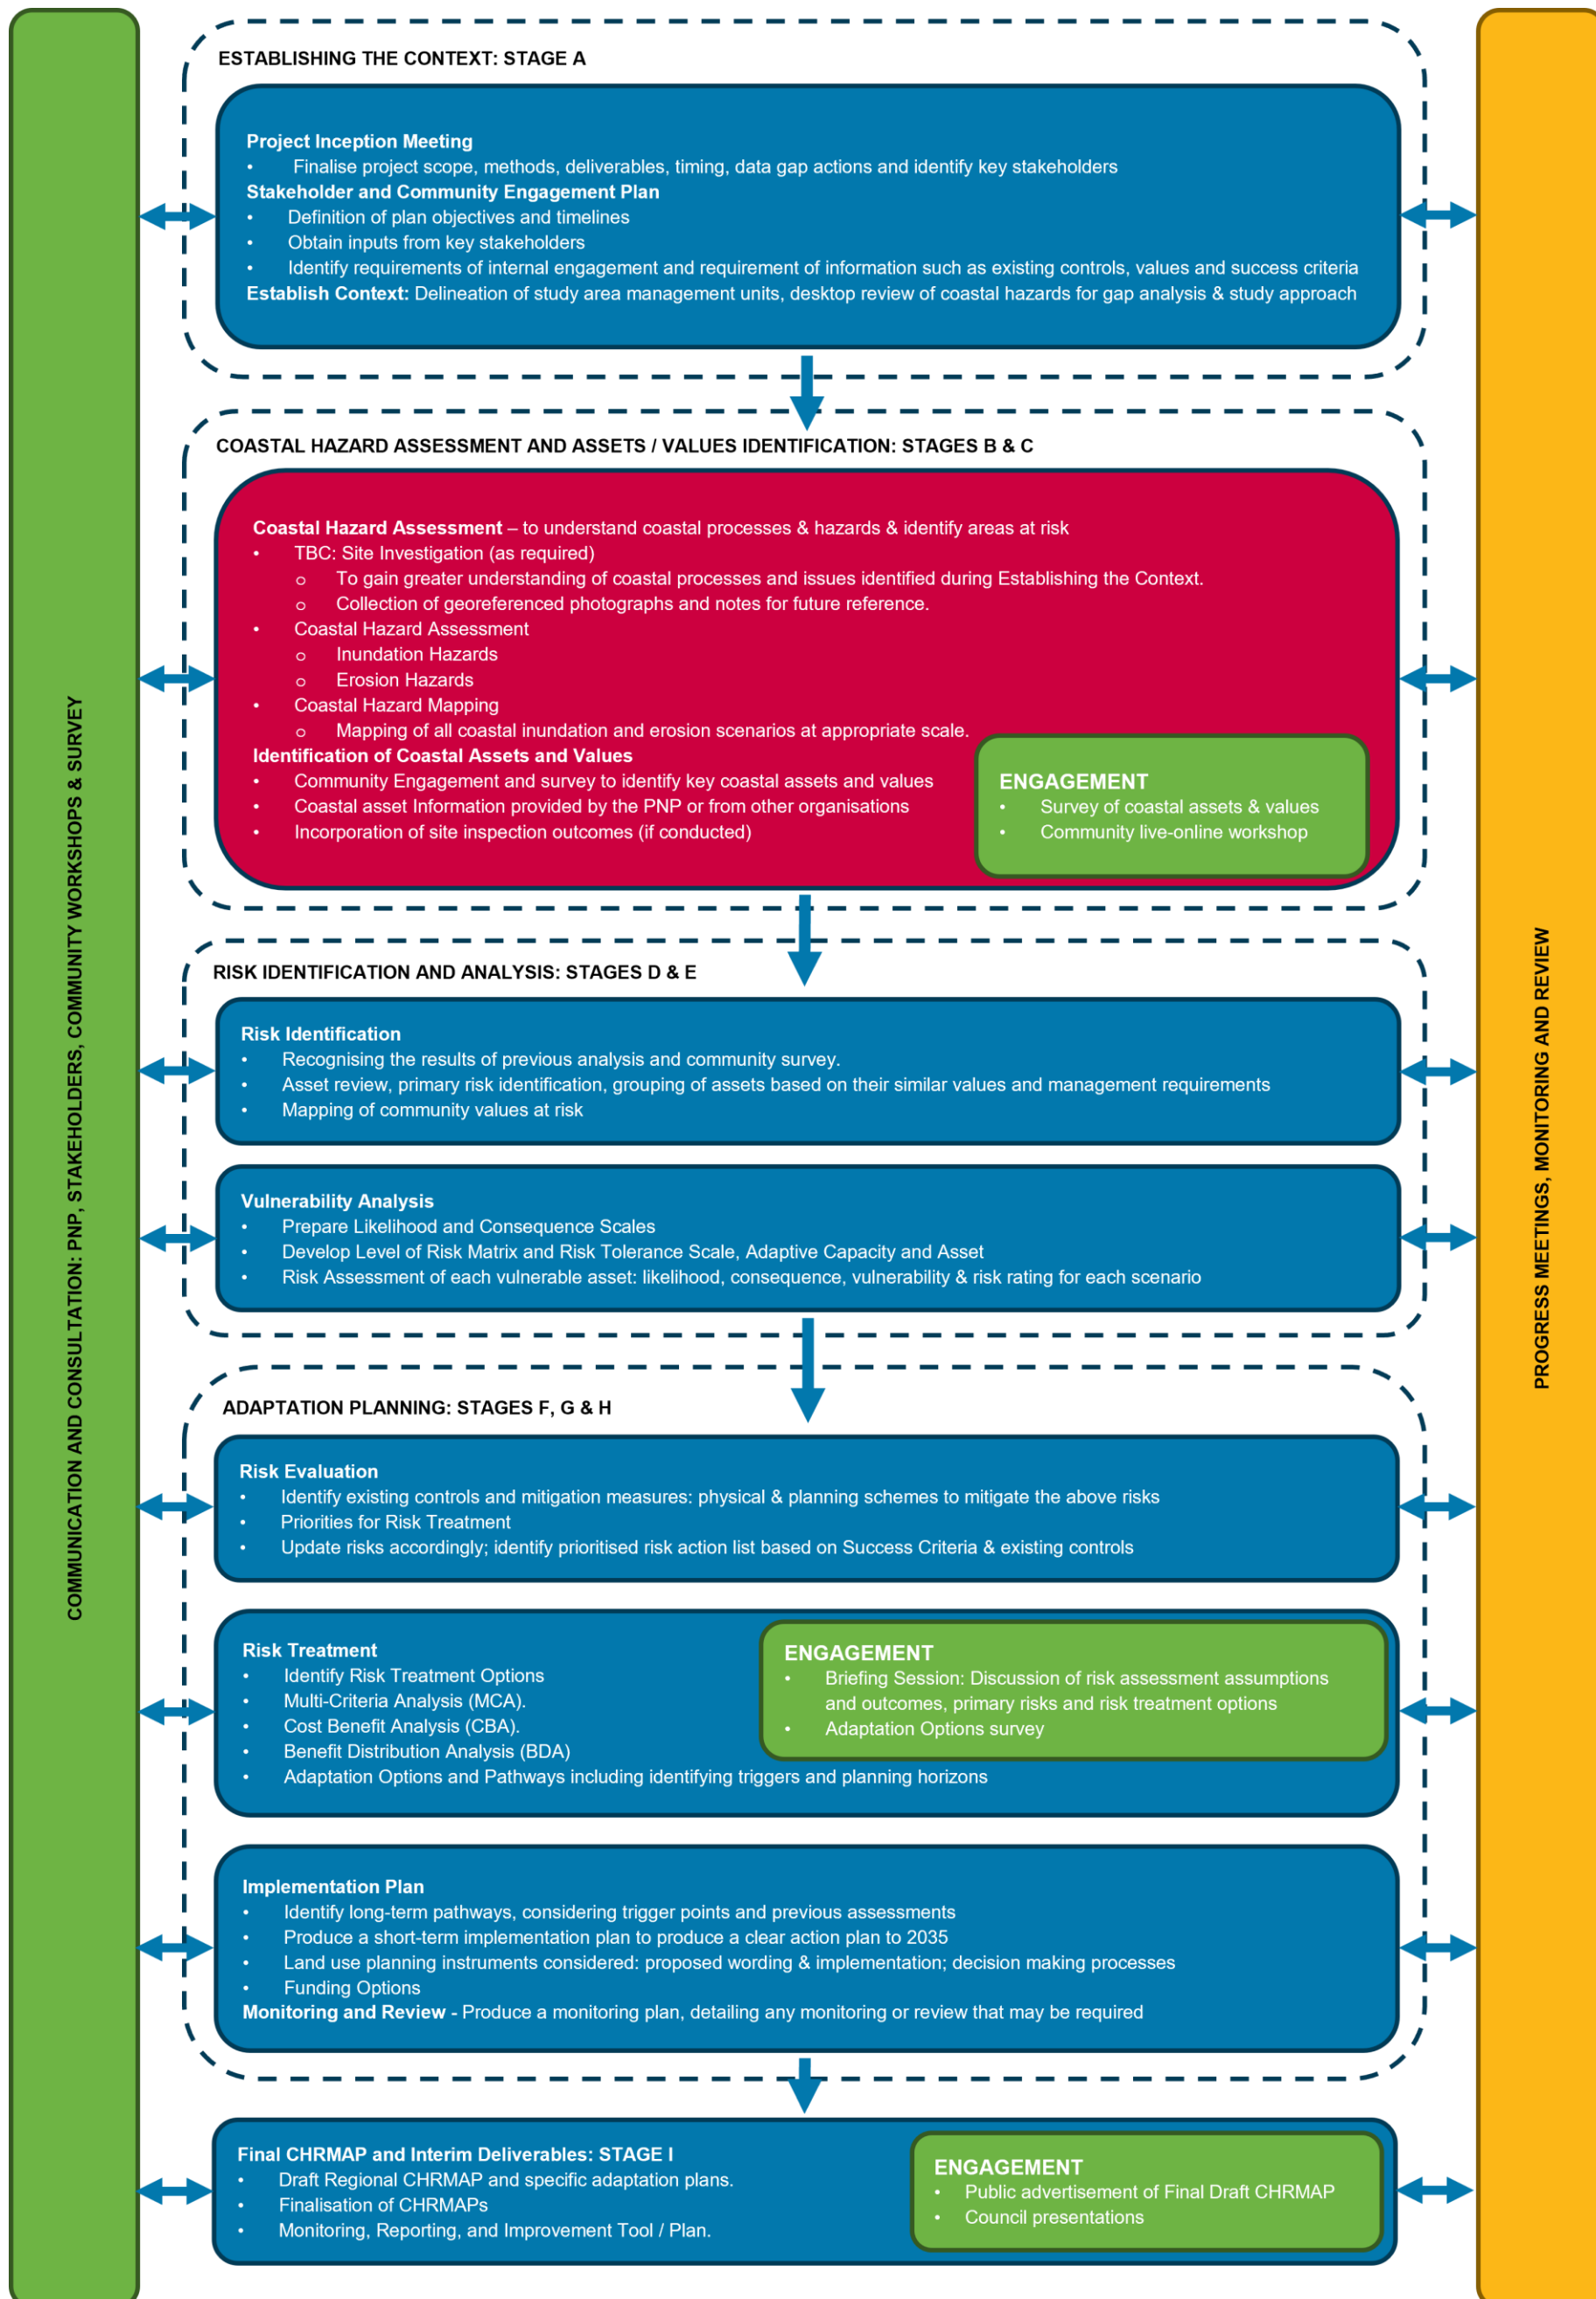 COMMUNICATION AND CONSULTATION: PNP, STAKEHOLDERS, COMMUNITY WORKSHOPS & SURVEY
ESTABLISHING THE CONTEXT: STAGE A
Project Inception Meeting
• Finalise project scope, methods, deliverables, timing, data gap actions and identify key stakeholders
Stakeholder and Community Engagement Plan
• Definition of plan objectives and timelines
• Obtain inputs from key stakeholders
• Identify requirements of internal engagement and requirement of information such as existing controls, values and success criteria
Establish Context: Delineation of study area management units, desktop review of coastal hazards for gap analysis & study approach
COASTAL HAZARD ASSESSMENT AND ASSETS / VALUES IDENTIFICATION: STAGES B & C
Coastal Hazard Assessment – to understand coastal processes & hazards & identify areas at risk
• TBC: Site Investigation (as required)
o To gain greater understanding of coastal processes and issues identified during Establishing the Context.
o Collection of georeferenced photographs and notes for future reference.
• Coastal Hazard Assessment
o Inundation Hazards
o Erosion Hazards
• Coastal Hazard Mapping
o Mapping of all coastal inundation and erosion scenarios at appropriate scale.
Identification of Coastal Assets and Values
• Community Engagement and survey to identify key coastal assets and values
• Coastal asset Information provided by the PNP or from other organisations
• Incorporation of site inspection outcomes (if conducted)
ENGAGEMENT
• Survey of coastal assets & values
• Community live-online workshop
RISK IDENTIFICATION AND ANALYSIS: STAGES D & E
Risk Identification
• Recognising the results of previous analysis and community survey.
• Asset review, primary risk identification, grouping of assets based on their similar values and management requirements
• Mapping of community values at risk
Vulnerability Analysis
• Prepare Likelihood and Consequence Scales
• Develop Level of Risk Matrix and Risk Tolerance Scale, Adaptive Capacity and Asset
• Risk Assessment of each vulnerable asset: likelihood, consequence, vulnerability & risk rating for each scenario
ADAPTATION PLANNING: STAGES F, G & H
Risk Evaluation
• Identify existing controls and mitigation measures: physical & planning schemes to mitigate the above risks
• Priorities for Risk Treatment
• Update risks accordingly; identify prioritised risk action list based on Success Criteria & existing controls
Risk Treatment
• Identify Risk Treatment Options
• Multi-Criteria Analysis (MCA).
• Cost Benefit Analysis (CBA).
• Benefit Distribution Analysis (BDA)
• Adaptation Options and Pathways including identifying triggers and planning horizons
ENGAGEMENT
• Briefing Session: Discussion of risk assessment assumptions
and outcomes, primary risks and risk treatment options
• Adaptation Options survey
Implementation Plan
• Identify long-term pathways, considering trigger points and previous assessments
• Produce a short-term implementation plan to produce a clear action plan to 2035
• Land use planning instruments considered: proposed wording & implementation; decision making processes
• Funding Options
Monitoring and Review - Produce a monitoring plan, detailing any monitoring or review that may be required
Final CHRMAP and Interim Deliverables: STAGE I
• Draft Regional CHRMAP and specific adaptation plans.
• Finalisation of CHRMAPs
• Monitoring, Reporting, and Improvement Tool / Plan.
ENGAGEMENT
• Public advertisement of Final Draft CHRMAP
• Council presentations
PROGRESS MEETINGS, MONITORING AND REVIEW